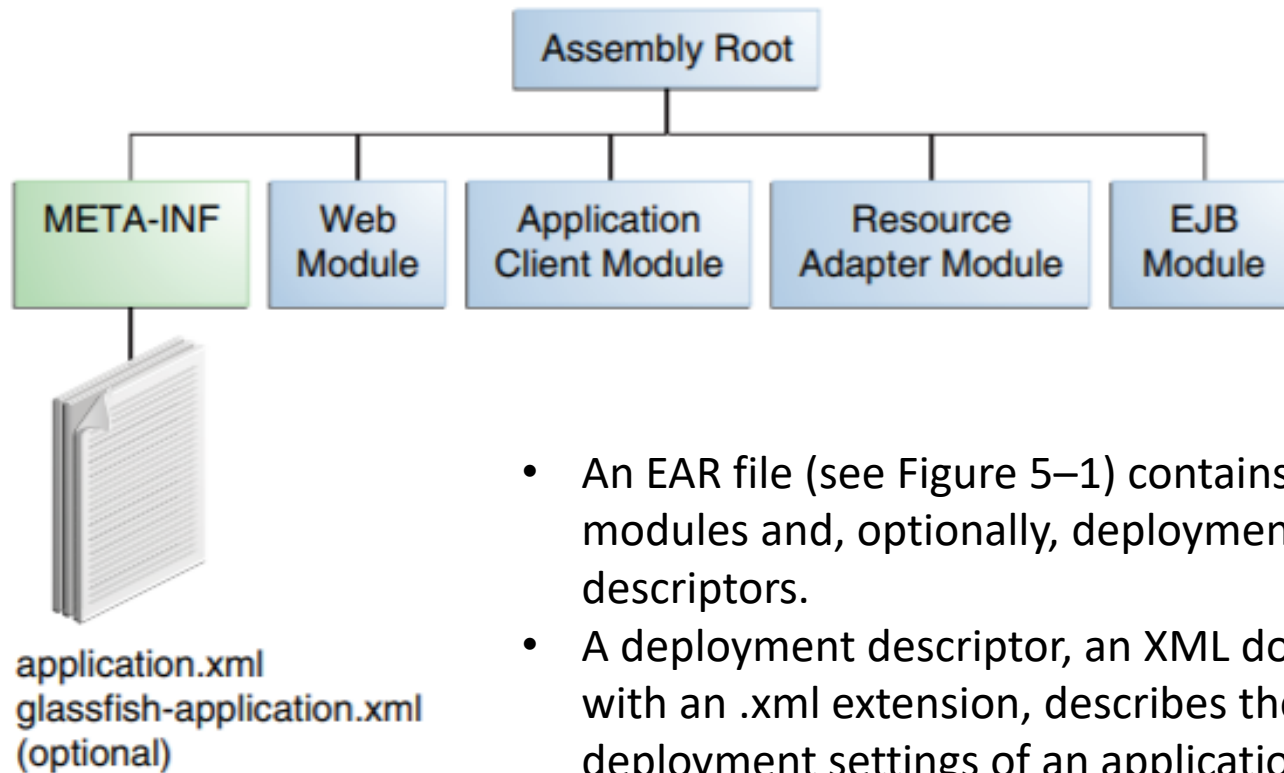 Assembly Root
META-INF
Web
Module
Application
Client Module
Resource
Adapter Module
EJB
Module
application.xml
glassfish-application.xml
(optional)
• An EAR file (see Figure 5–1) contains
modules and, optionally, deploymen
descriptors.
• A deployment descriptor, an XML do
with an .xml extension, describes the
deployment settings of an application